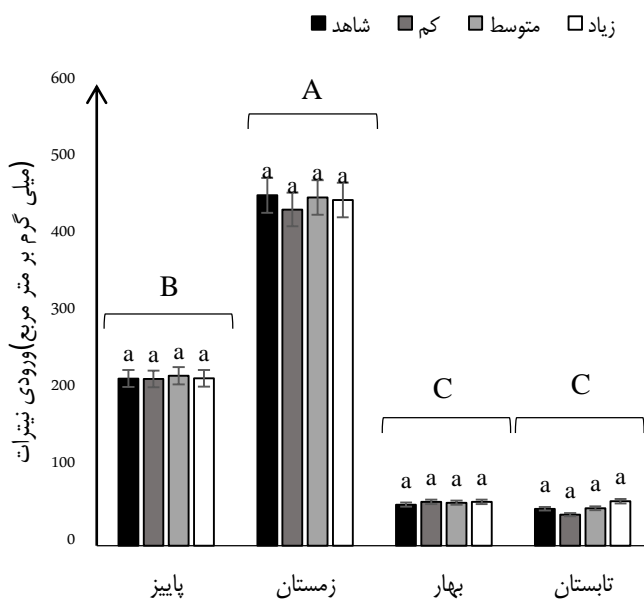 شاهد کم متوسط زیاد
ورودی نیترات(میلی گرم بر متر مربع)
600
500
400
300
200
100
0
A
a a a a
B
a a a a
C
a a a a
C
a a a a
پاییز زمستان بهار تابستان